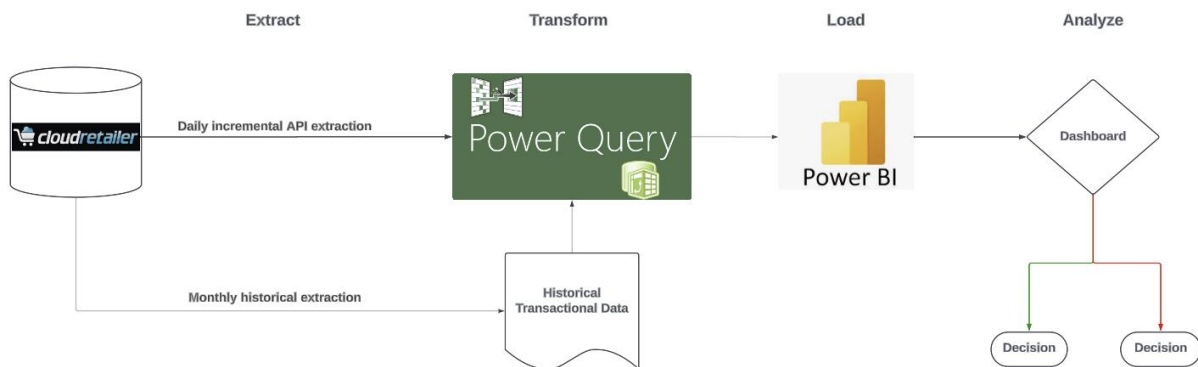 Extract
Transform
Load
Analyze
cloudretailer
Daily incremental API extraction
Power Query
Power BI
Dashboard
Monthly historical extraction
Historical
Transactional Data
Decision
Decision